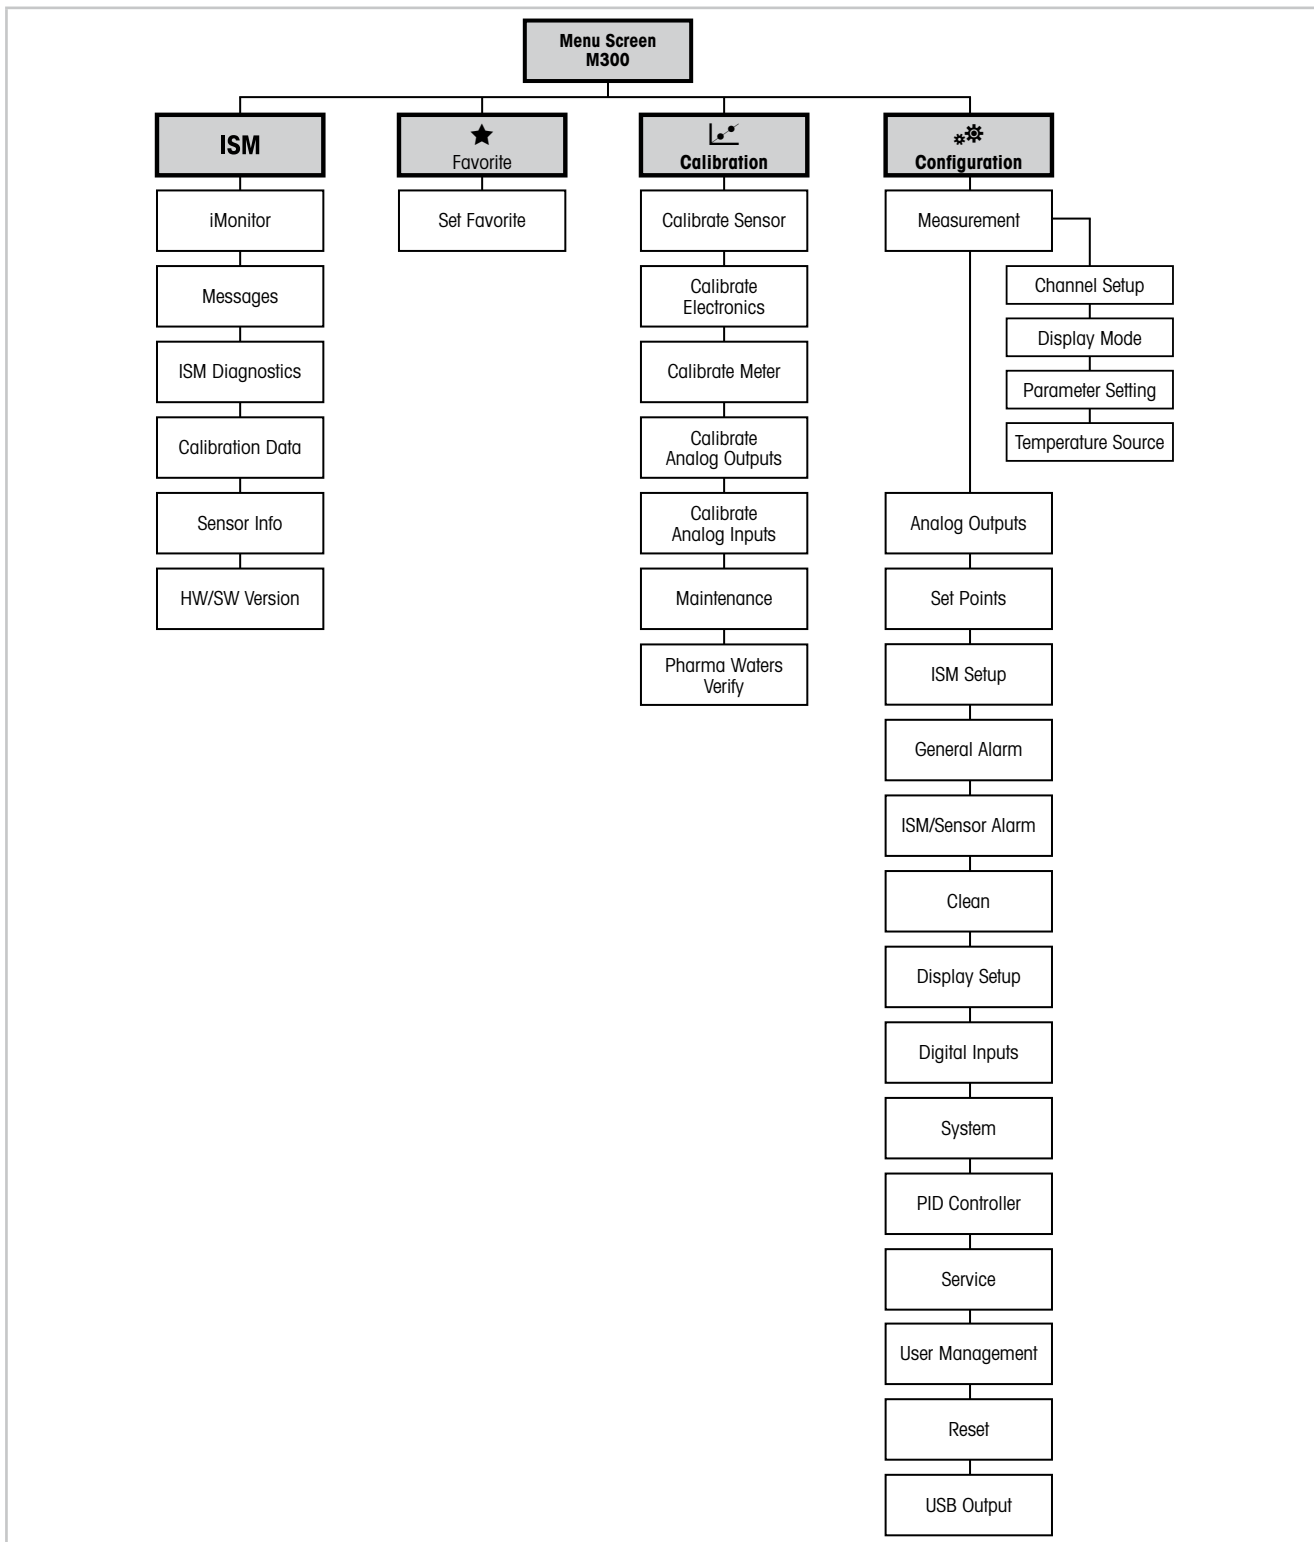 Menu Screen
M300
ISM
iMonitor
Messages
ISM Diagnostics
Calibration Data
Sensor Info
HW/SW Version
Favorite
Set Favorite
Calibration
Calibrate Sensor
Calibrate
Electronics
Calibrate Meter
Calibrate
Analog Outputs
Calibrate
Analog Inputs
Maintenance
Pharma Waters
Verify
Configuration
Measurement
Channel Setup
Display Mode
Parameter Setting
Temperature Source
Analog Outputs
Set Points
ISM Setup
General Alarm
ISM/Sensor Alarm
Clean
Display Setup
Digital Inputs
System
PID Controller
Service
User Management
Reset
USB Output